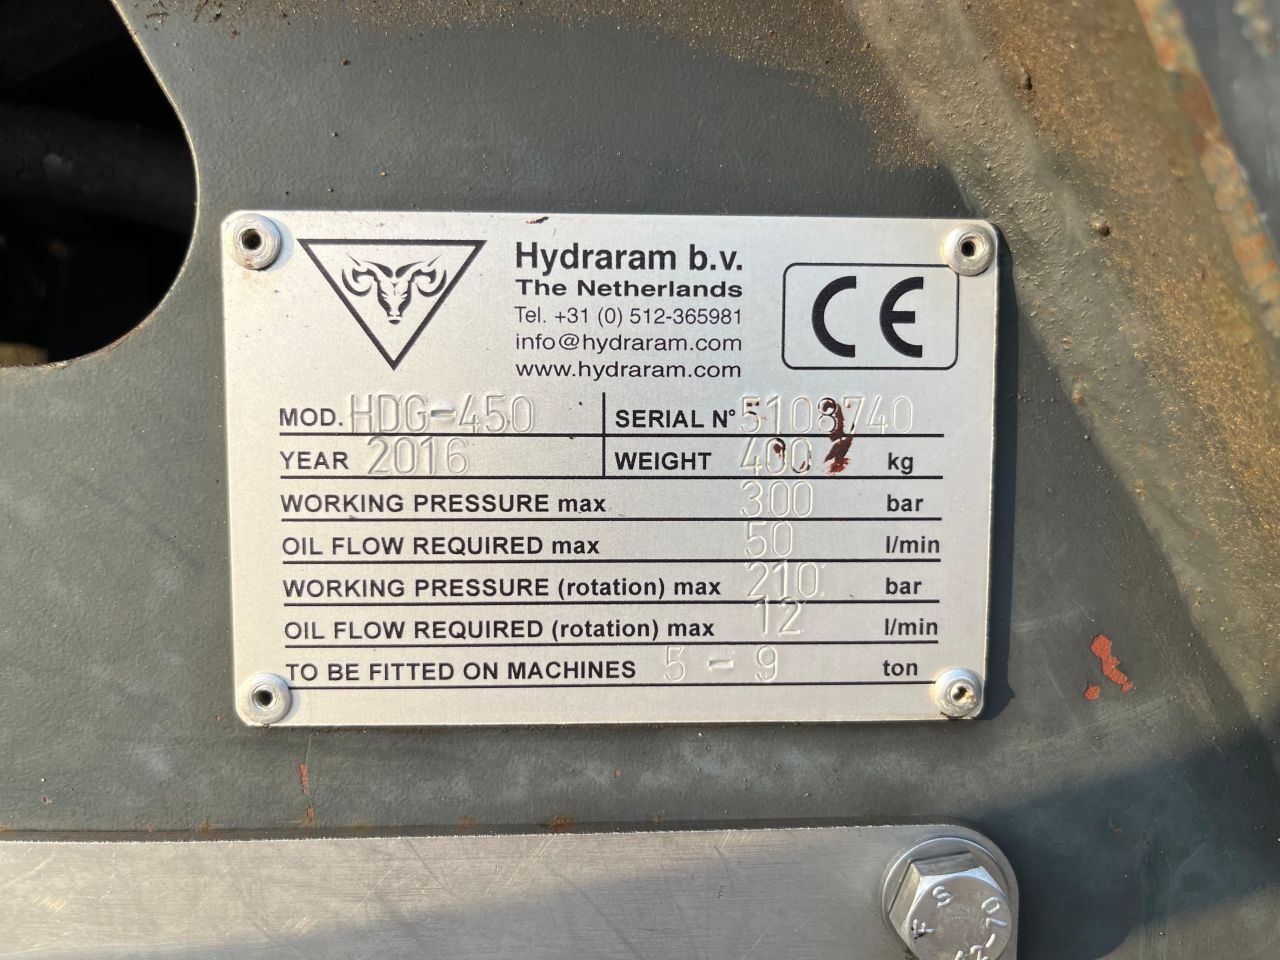 Hydraram b.v.
The Netherlands
Tel. +31 (0) 512-365981
info@hydraram.com
www.hydraram.com
CE
MOD. HDG-450 SERIAL N° 5108740
YEAR 2016 WEIGHT 400 kg
WORKING PRESSURE max 300 bar
OIL FLOW REQUIRED max 50 l/min
WORKING PRESSURE (rotation) max 210 bar
OIL FLOW REQUIRED (rotation) max 12 l/min
TO BE FITTED ON MACHINES 5 - 9 ton